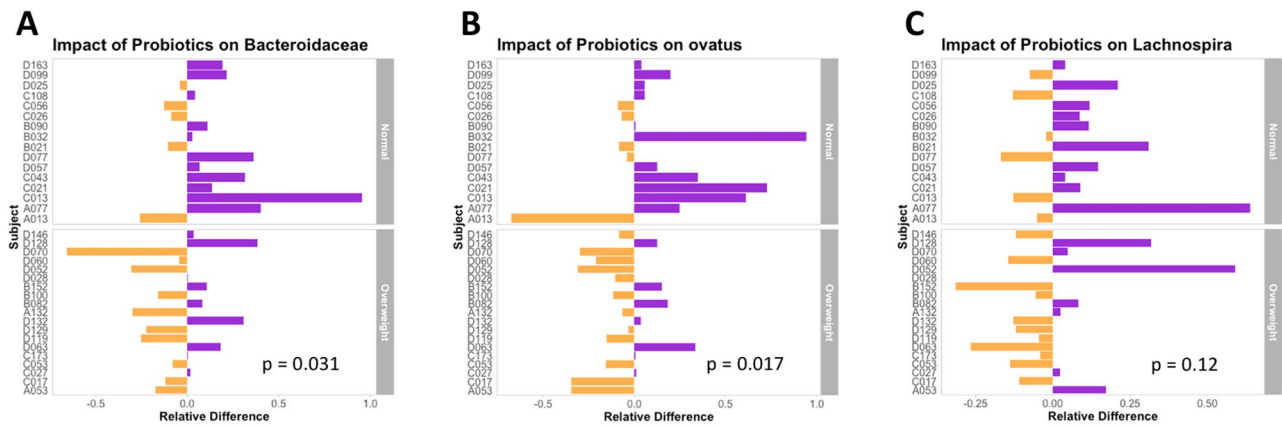 A
Impact of Probiotics on Bacteroidaceae
Subject
D163
D099
D025
C108
C056
C026
B090
B032
B021
D077
D057
C043
C021
C013
A077
A013
Normal
D146
D128
D070
D060
D052
D028
B152
B100
B082
A132
D132
D129
D119
D063
C173
C053
C027
C017
A053
Overweight
p = 0.031
-0.5
0.0
0.5
1.0
Relative Difference
B
Impact of Probiotics on ovatus
Subject
D163
D099
D025
C108
C056
C026
B090
B032
B021
D077
D057
C043
C021
C013
A077
A013
Normal
D146
D128
D070
D060
D052
D028
B152
B100
B082
A132
D132
D129
D119
D063
C173
C053
C027
C017
A053
Overweight
p = 0.017
-0.5
0.0
0.5
1.0
Relative Difference
C
Impact of Probiotics on Lachnospira
Subject
D163
D099
D025
C108
C056
C026
B090
B032
B021
D077
D057
C043
C021
C013
A077
A013
Normal
D146
D128
D070
D060
D052
D028
B152
B100
B082
A132
D132
D129
D119
D063
C173
C053
C027
C017
A053
Overweight
p = 0.12
-0.25
0.00
0.25
0.50
Relative Difference